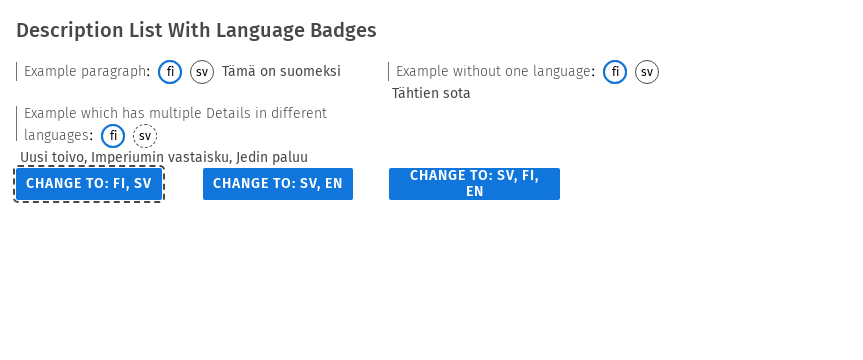 Description List With Language Badges
Example paragraph: fi sv Tämä on suomeksi
Example without one language: fi sv
Tähtien sota
Example which has multiple Details in different
languages: fi sv
Uusi toivo, Imperiumin vastaisku, Jedin paluu
CHANGE TO: FI, SV
CHANGE TO: SV, EN
CHANGE TO: SV, FI,
EN